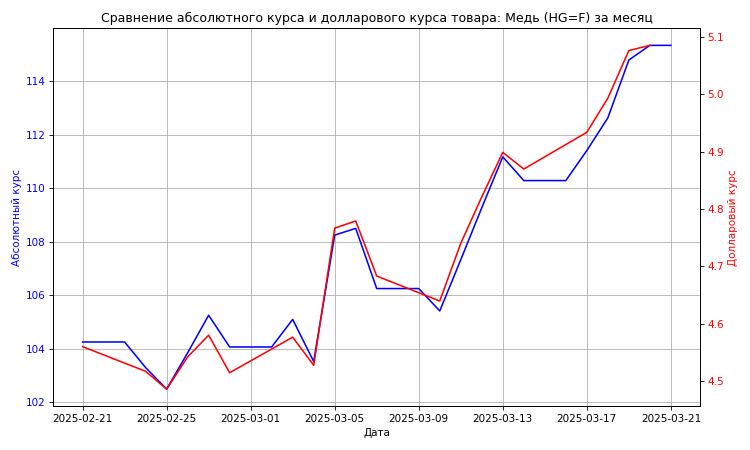 Сравнение абсолютного курса и долларового курса товара: Медь (HG=F) за месяц
Абсолютный курс
114
112
110
108
106
104
102
5.1
5.0
4.9
4.8
4.7
4.6
4.5
Долларовый курс
2025-02-21 2025-02-25 2025-03-01 2025-03-05 2025-03-09 2025-03-13 2025-03-17 2025-03-21
Дата